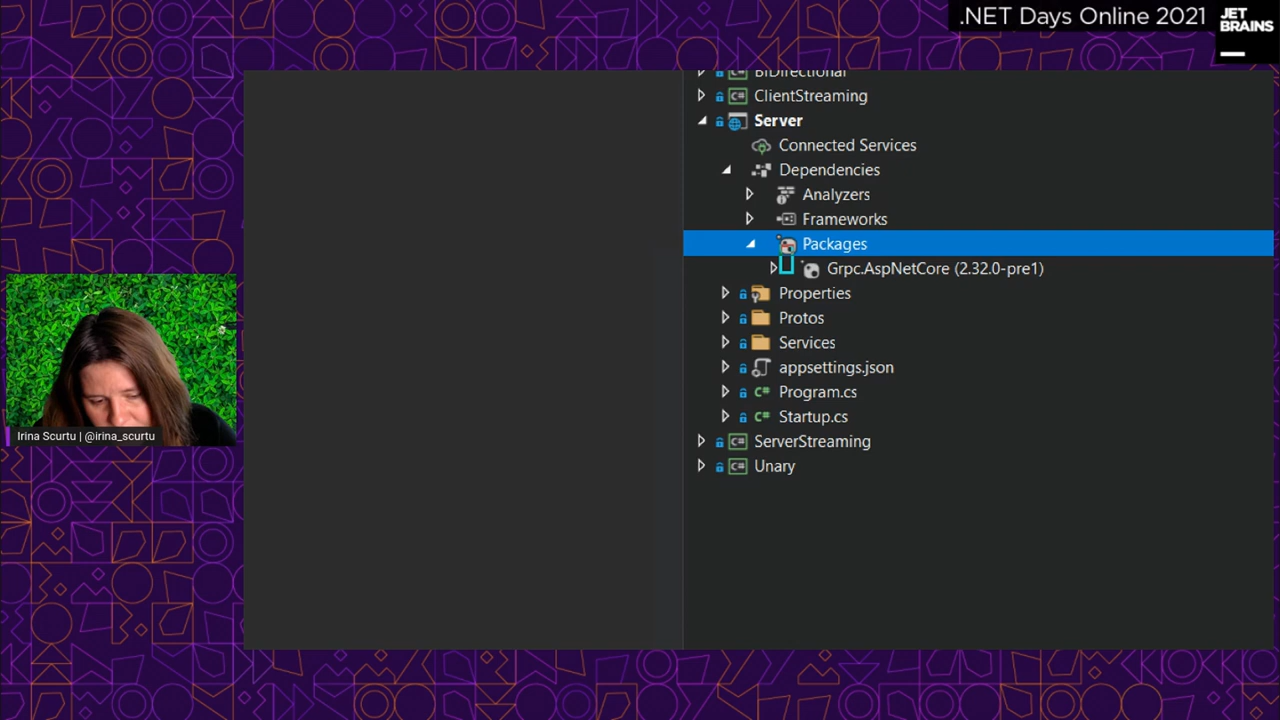 .NET Days Online 2021
JET
BRAINS
BiDirectional
ClientStreaming
Server
Connected Services
Dependencies
Analyzers
Frameworks
Packages
Grpc.AspNetCore (2.32.0-pre1)
Properties
Protos
Services
appsettings.json
Program.cs
Startup.cs
ServerStreaming
Unary
Irina Scurtu | @irina_scurtu